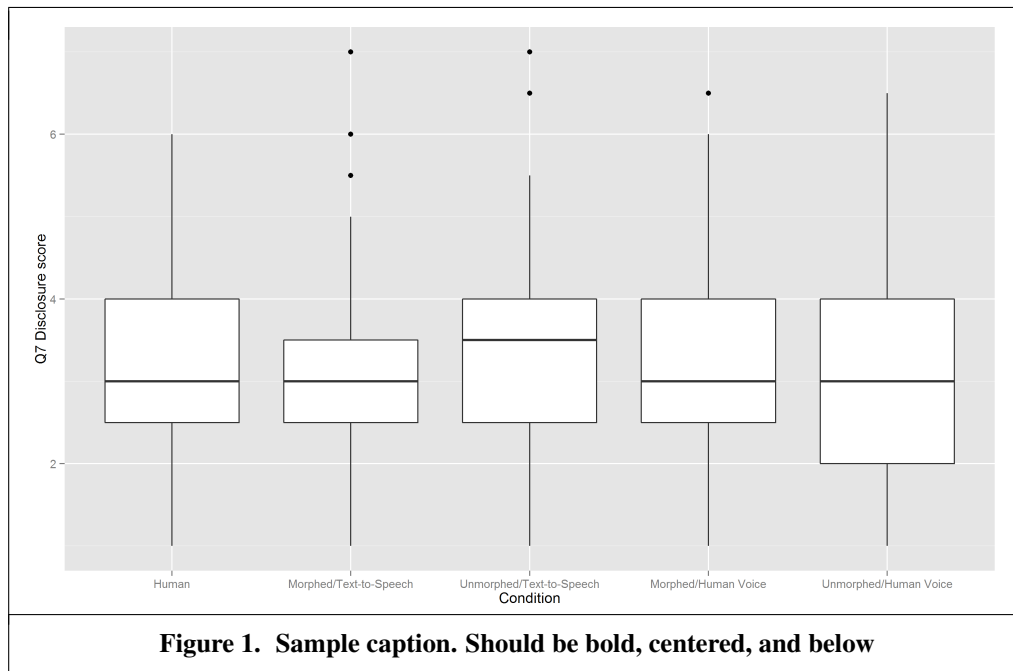 6
4
2
Q7 Disclosure score
Human Morphed/Text-to-Speech Unmorphed/Text-to-Speech Morphed/Human Voice Unmorphed/Human Voice
Condition
Figure 1. Sample caption. Should be bold, centered, and below